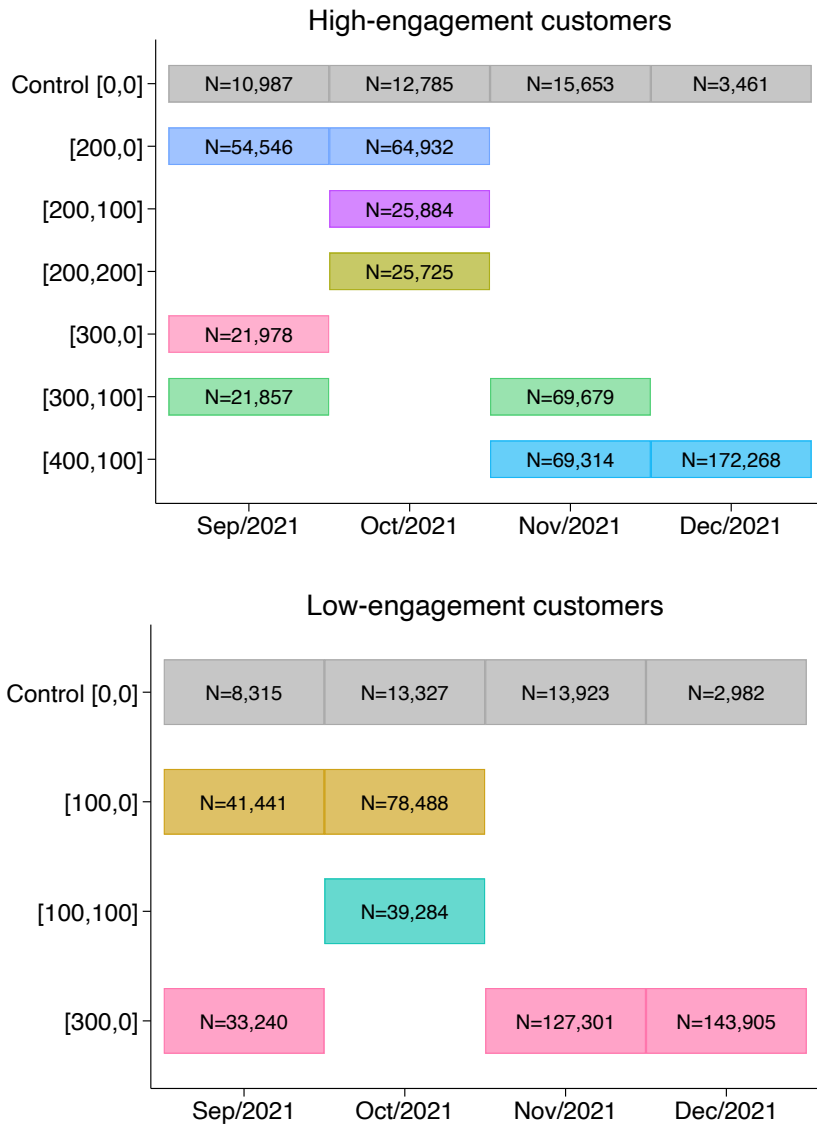 High-engagement customers
Control [0,0] N=10,987 N=12,785 N=15,653 N=3,461
[200,0] N=54,546 N=64,932
[200,100] N=25,884
[200,200] N=25,725
[300,0] N=21,978
[300,100] N=21,857 N=69,679
[400,100] N=69,314 N=172,268
Sep/2021 Oct/2021 Nov/2021 Dec/2021
Low-engagement customers
Control [0,0] N=8,315 N=13,327 N=13,923 N=2,982
[100,0] N=41,441 N=78,488
[100,100] N=39,284
[300,0] N=33,240 N=127,301 N=143,905
Sep/2021 Oct/2021 Nov/2021 Dec/2021